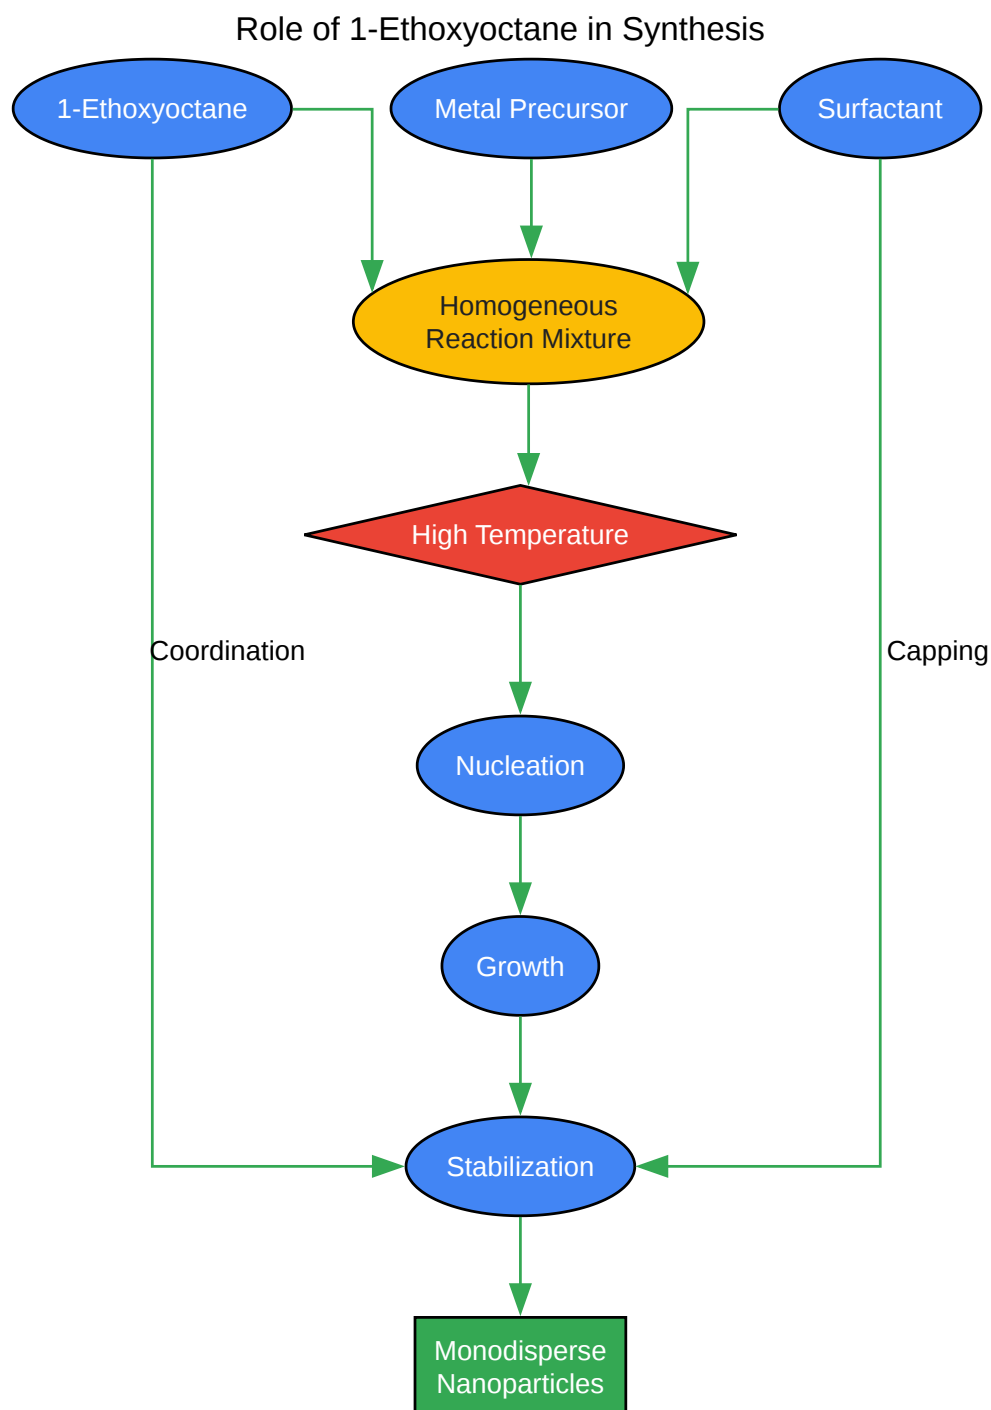 Role of 1-Ethoxyoctane in Synthesis
1-Ethoxyoctane
Metal Precursor
Surfactant
Homogeneous
Reaction Mixture
High Temperature
Coordination
Capping
Nucleation
Growth
Stabilization
Monodisperse
Nanoparticles